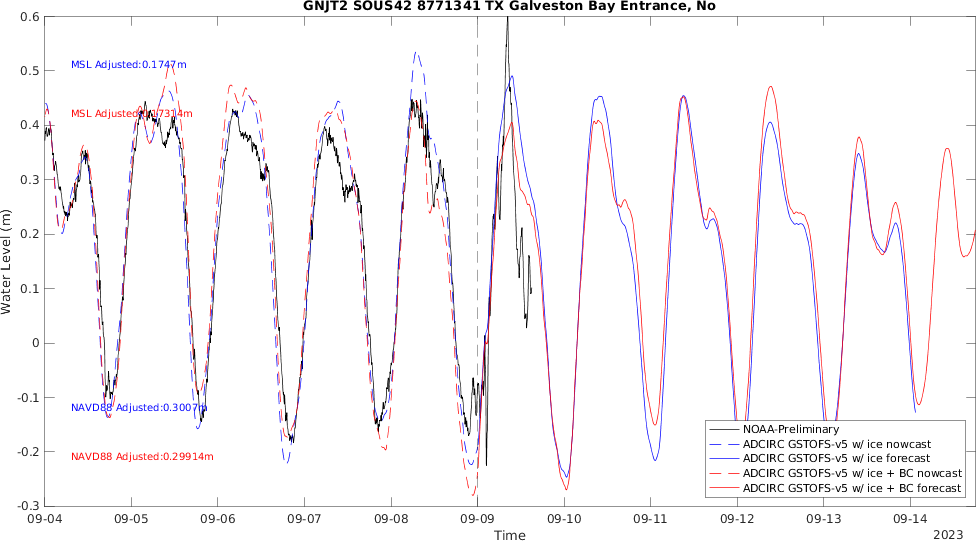 GNJT2 SOUS42 8771341 TX Galveston Bay Entrance, No
Water Level (m)
0.6
0.5
0.4
0.3
0.2
0.1
0
-0.1
-0.2
-0.3
MSL Adjusted:0.1747m
MSL Adjusted:0.17314m
NAVD88 Adjusted:0.3007m
NAVD88 Adjusted:0.29914m
NOAA-Preliminary
ADCIRC GSTOFS-v5 w/ ice nowcast
ADCIRC GSTOFS-v5 w/ ice forecast
ADCIRC GSTOFS-v5 w/ ice + BC nowcast
ADCIRC GSTOFS-v5 w/ ice + BC forecast
09-04 09-05 09-06 09-07 09-08 09-09 09-10 09-11 09-12 09-13 09-14
Time
2023